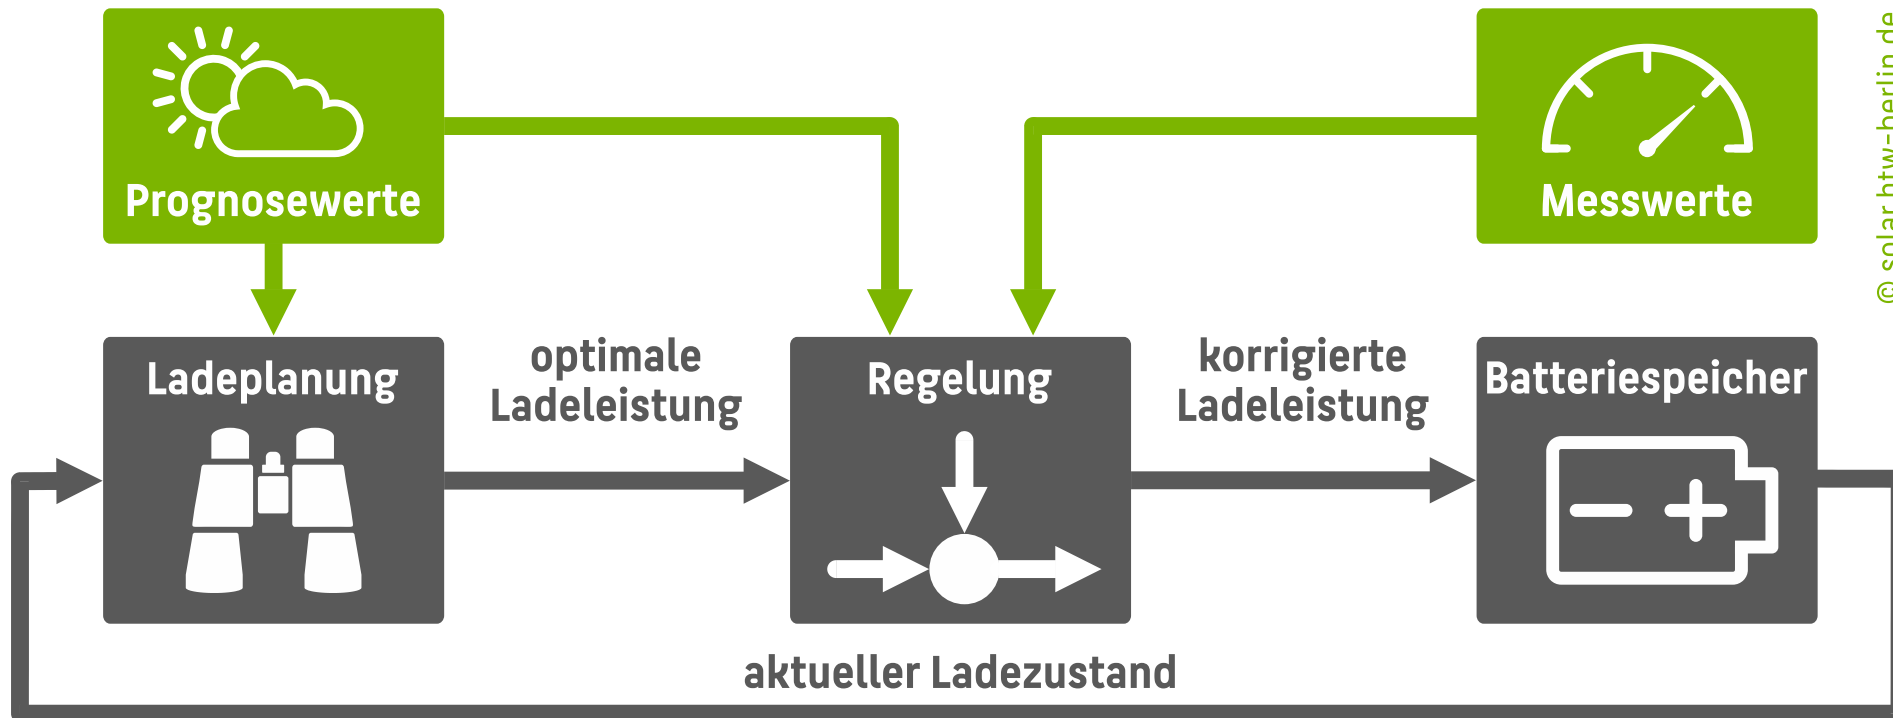 Prognosewerte
Messwerte
© solar.htw-berlin.de
Ladeplanung
optimale
Ladeleistung
Regelung
korrigierte
Ladeleistung
Batteriespeicher
aktueller Ladezustand